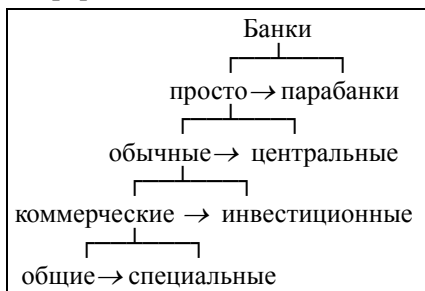 Банки
просто → парабанки
обычные → центральные
коммерческие → инвестиционные
общие → специальные